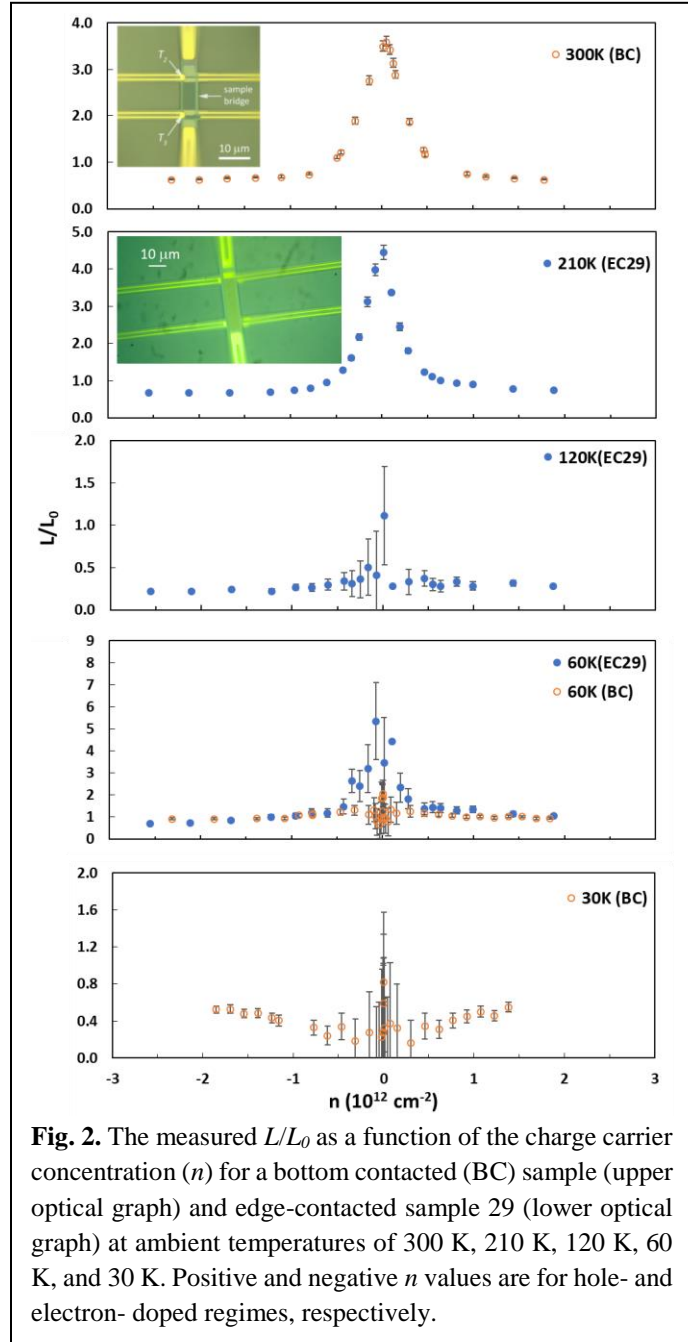 4.0
3.0
2.0
1.0
0.0
T2
T1
sample
bridge
10 μm
300K (BC)
5.0
4.0
3.0
2.0
1.0
0.0
10 μm
210K (EC29)
L/L0
2.0
1.5
1.0
0.5
0.0
120K(EC29)
9
8
7
6
5
4
3
2
1
0
60K(EC29)
60K (BC)
2.0
1.6
1.2
0.8
0.4
0.0
30K (BC)
-3 -2 -1 0 1 2 3
n (10^12 cm^-2)
Fig. 2. The measured L/L0 as a function of the charge carrier
concentration (n) for a bottom contacted (BC) sample (upper
optical graph) and edge-contacted sample 29 (lower optical
graph) at ambient temperatures of 300 K, 210 K, 120 K, 60
K, and 30 K. Positive and negative n values are for hole- and
electron- doped regimes, respectively.